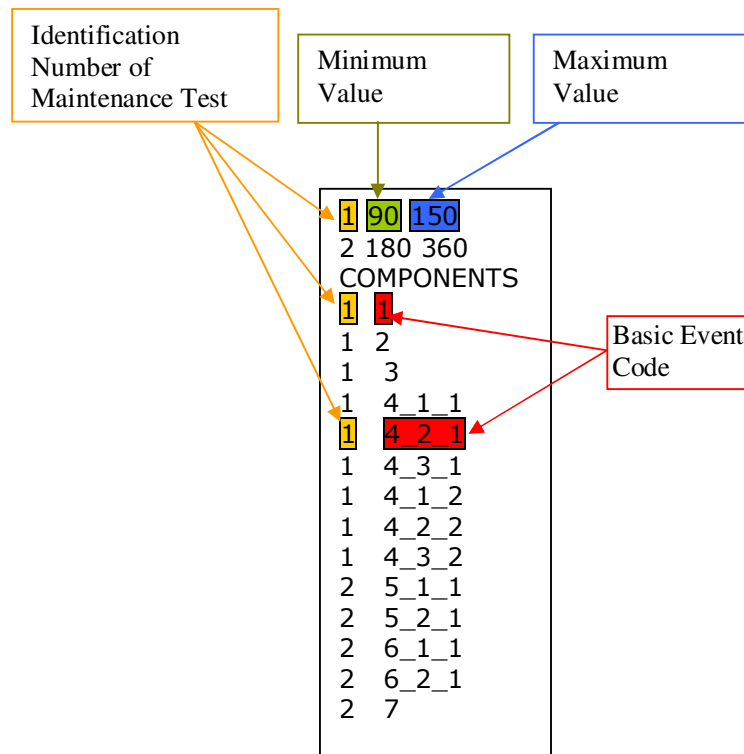 Identification
Number of
Maintenance Test
Minimum
Value
Maximum
Value
1 90 150
2 180 360
COMPONENTS
1 1
1 2
1 3
1 4_1_1
1 4_2_1
1 4_3_1
1 4_1_2
1 4_2_2
1 4_3_2
2 5_1_1
2 5_2_1
2 6_1_1
2 6_2_1
2 7
Basic Event
Code